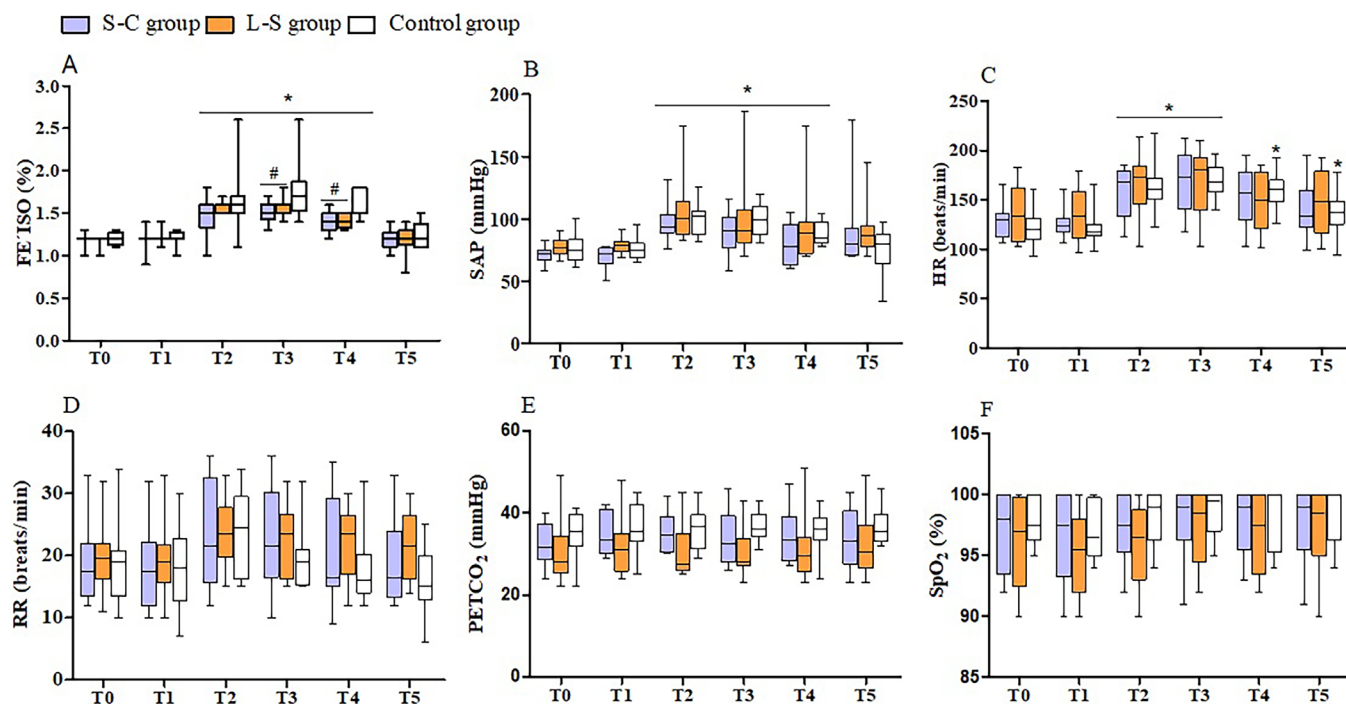 S-C group L-S group Control group
A
FE´ISO (%)
3.0
2.5
2.0
1.5
1.0
0.5
0.0
*
#
#
T0 T1 T2 T3 T4 T5
B
SAP (mmHg)
200
150
100
50
0
*
T0 T1 T2 T3 T4 T5
C
HR (beats/min)
250
200
150
100
50
0
*
*
*
T0 T1 T2 T3 T4 T5
D
RR (breats/min)
40
30
20
10
0
T0 T1 T2 T3 T4 T5
E
PETCO₂ (mmHg)
60
40
20
0
T0 T1 T2 T3 T4 T5
F
SpO₂ (%)
105
100
95
90
85
T0 T1 T2 T3 T4 T5